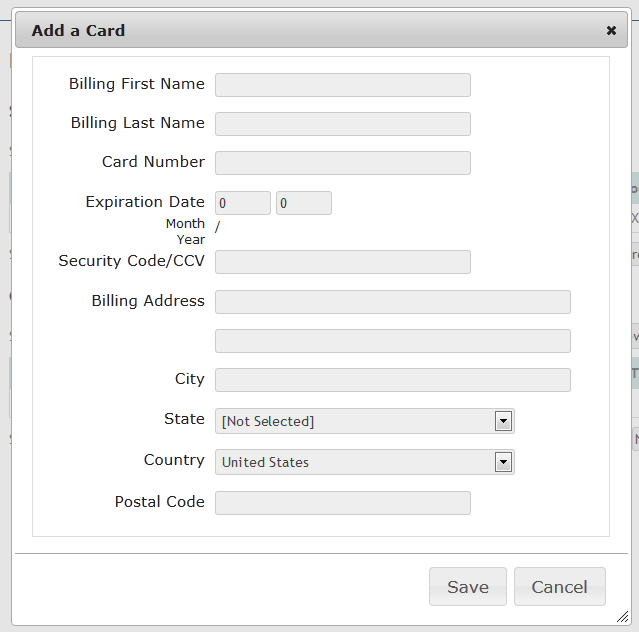 Add a Card
Billing First Name
Billing Last Name
Card Number
Expiration Date 0 0
Month /
Year
Security Code/CCV
Billing Address
City
State [Not Selected]
Country United States
Postal Code
Save Cancel